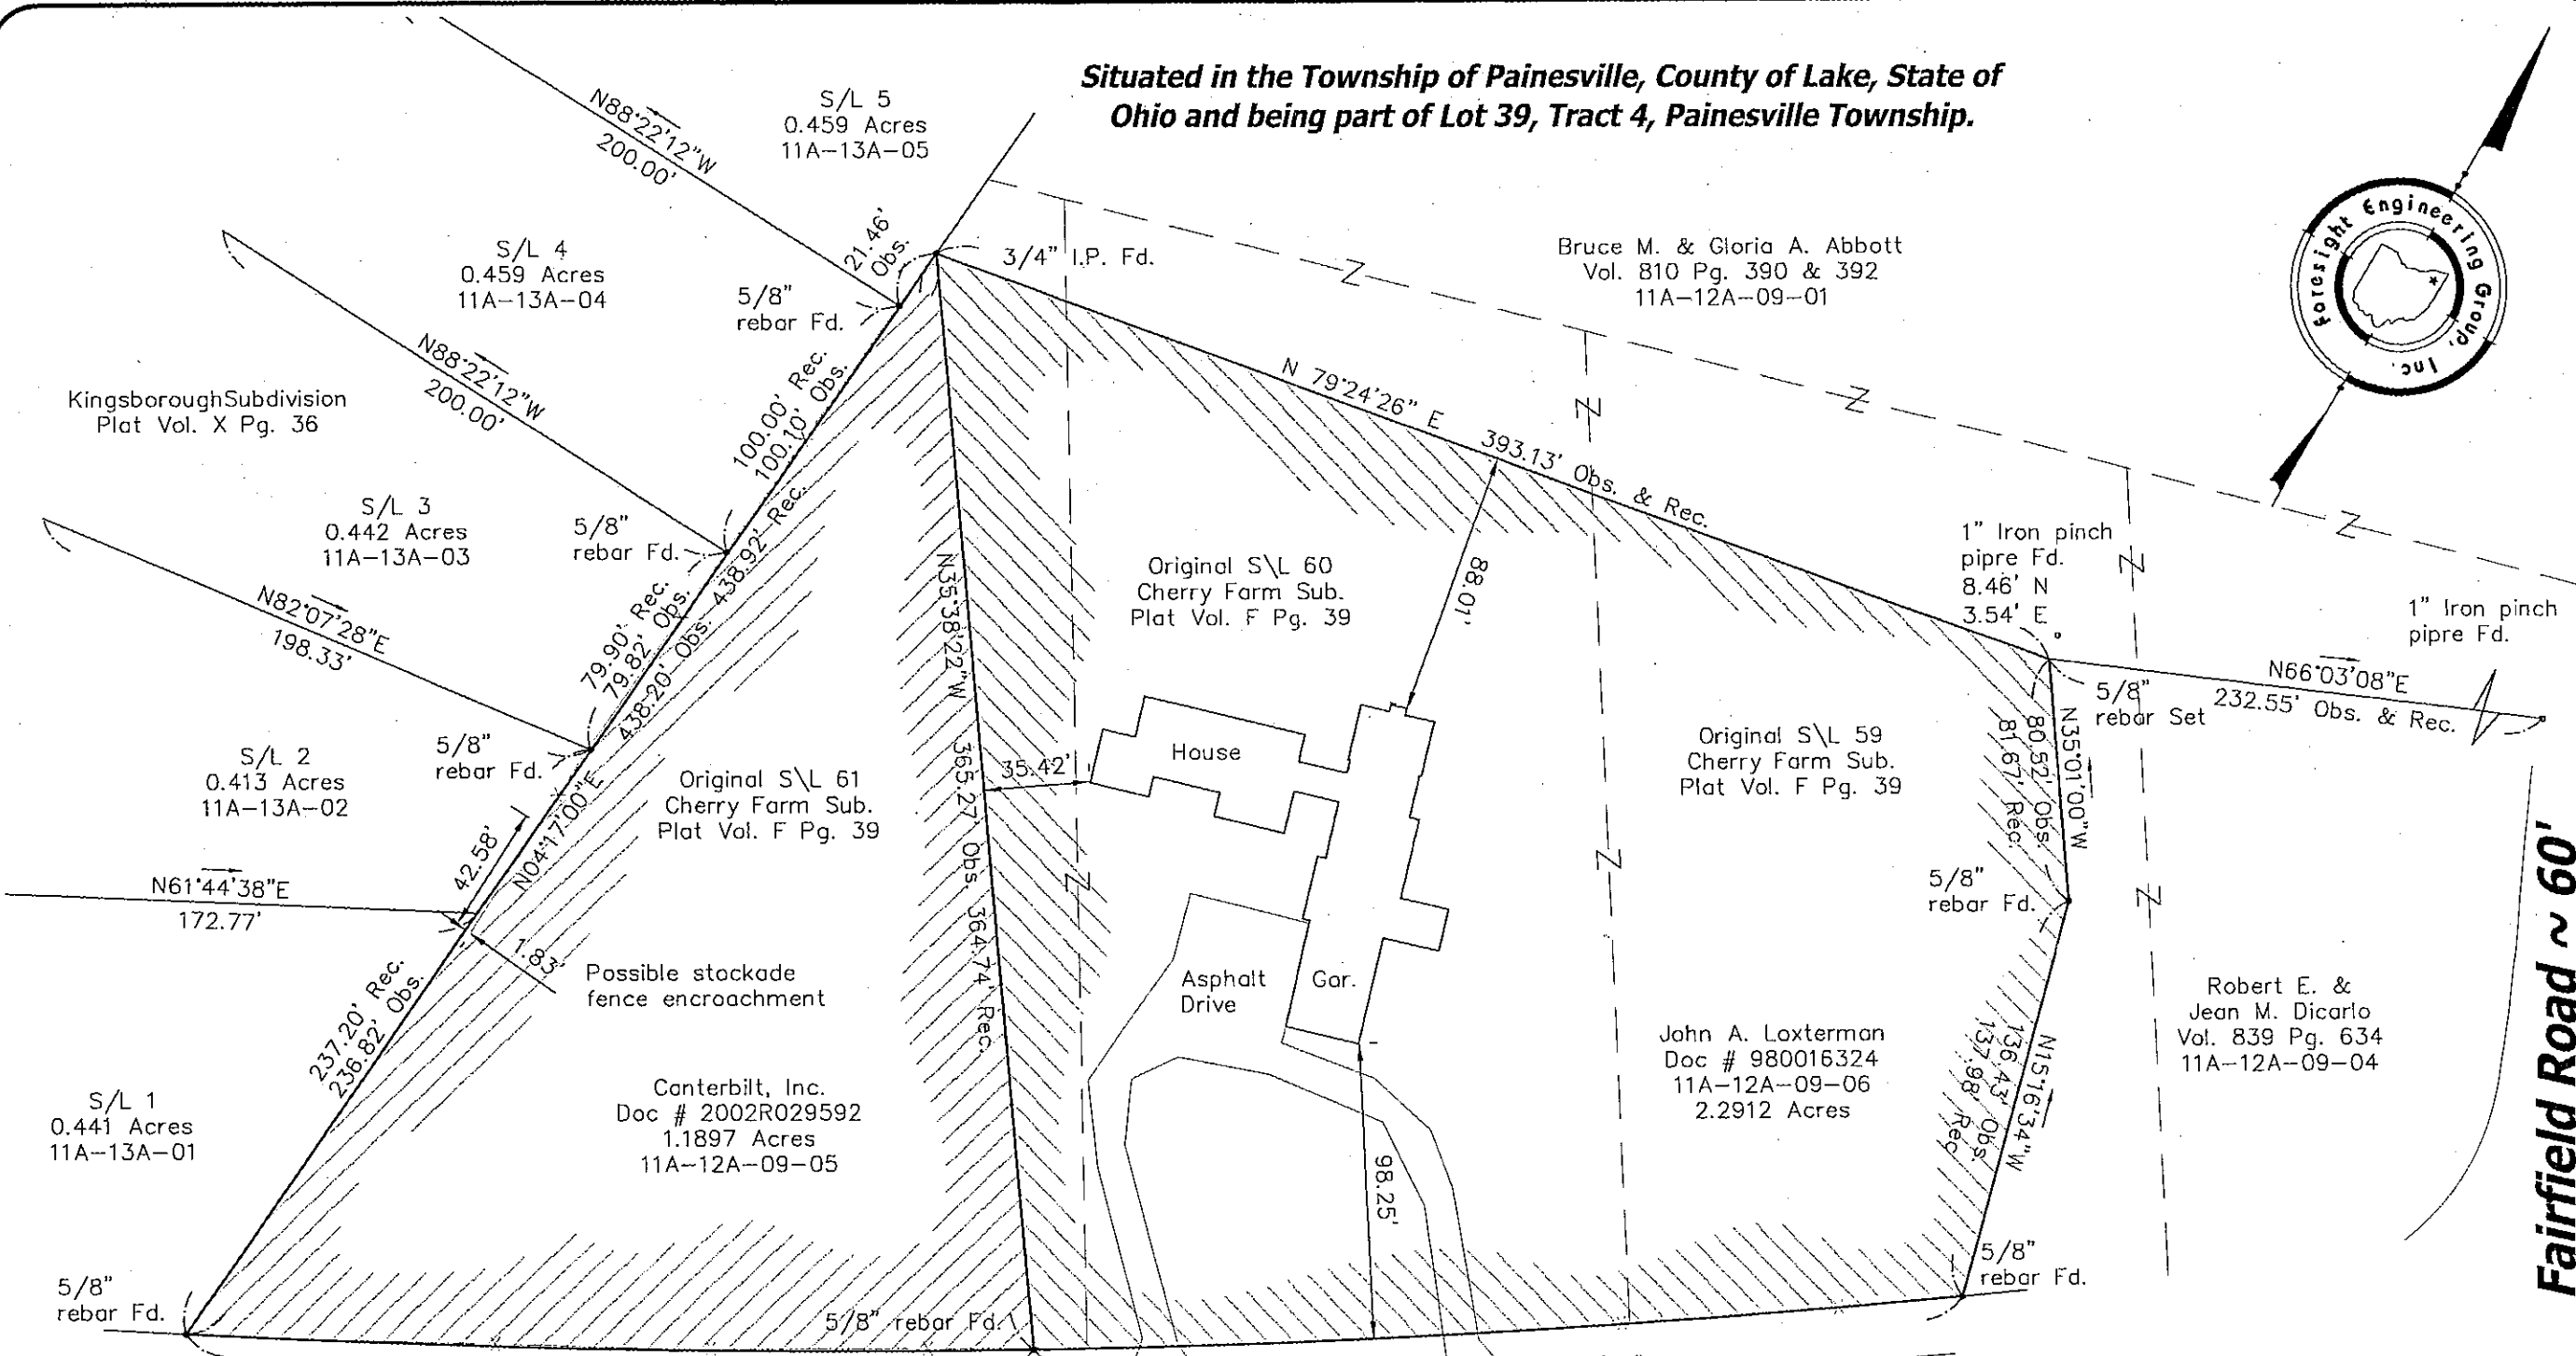 Situated in the Township of Painesville, County of Lake, State of
Ohio and being part of Lot 39, Tract 4, Painesville Township.
S/L 5
0.459 Acres
11A-13A-05
N88°22'12"W
200.00'
21.46'
Obs.
3/4" I.P. Fd.
Bruce M. & Gloria A. Abbott
Vol. 810 Pg. 390 & 392
11A-12A-09-01
Foresight Engineering Group, Inc.
S/L 4
0.459 Acres
11A-13A-04
5/8"
rebar Fd.
N88°22'12"W
200.00'
100.00' Rec.
100.10' Obs.
N 79°24'26" E
393.13' Obs. & Rec.
Kingsborough Subdivision
Plat Vol. X Pg. 36
S/L 3
0.442 Acres
11A-13A-03
5/8"
rebar Fd.
438.92' Rec.
438.20' Obs.
79.90' Rec.
79.82' Obs.
N35°38'22"W
365.27' Obs.
364.74' Rec.
Original S\L 60
Cherry Farm Sub.
Plat Vol. F Pg. 39
88.01'
1" Iron pinch
pipre Fd.
8.46' N
3.54' E
1" Iron pinch
pipre Fd.
N66°03'08"E
232.55' Obs. & Rec.
5/8"
rebar Set
N82°07'28"E
198.33'
S/L 2
0.413 Acres
11A-13A-02
5/8"
rebar Fd.
N04°17'00"E
42.58'
Original S\L 61
Cherry Farm Sub.
Plat Vol. F Pg. 39
35.42'
House
Original S\L 59
Cherry Farm Sub.
Plat Vol. F Pg. 39
N35°01'00"W
80.52' Obs.
81.67' Rec.
N61°44'38"E
172.77'
1.83'
Possible stockade
fence encroachment
5/8"
rebar Fd.
Asphalt
Drive
Gar.
237.20' Rec.
236.82' Obs.
Canterbilt, Inc.
Doc # 2002R029592
1.1897 Acres
11A-12A-09-05
John A. Loxterman
Doc # 980016324
11A-12A-09-06
2.2912 Acres
N15°16'34"W
136.43' Obs.
137.98' Rec.
Robert E. &
Jean M. Dicarlo
Vol. 839 Pg. 634
11A-12A-09-04
Fairfield Road ~ 60'
S/L 1
0.441 Acres
11A-13A-01
98.25'
5/8"
rebar Fd.
5/8" rebar Fd.
5/8"
rebar Fd.